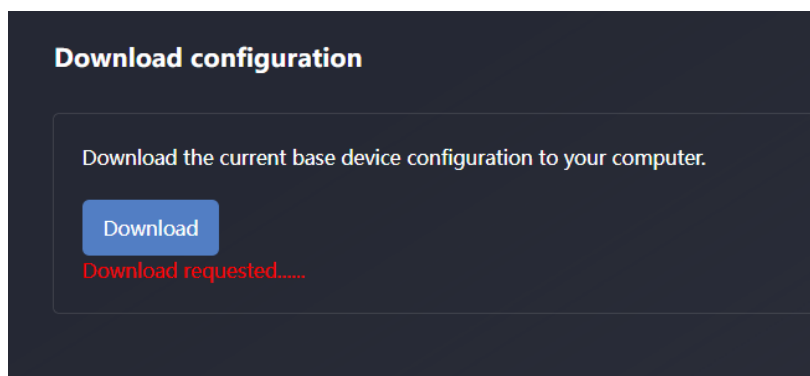 Download configuration
Download the current base device configuration to your computer.
Download
Download requested......